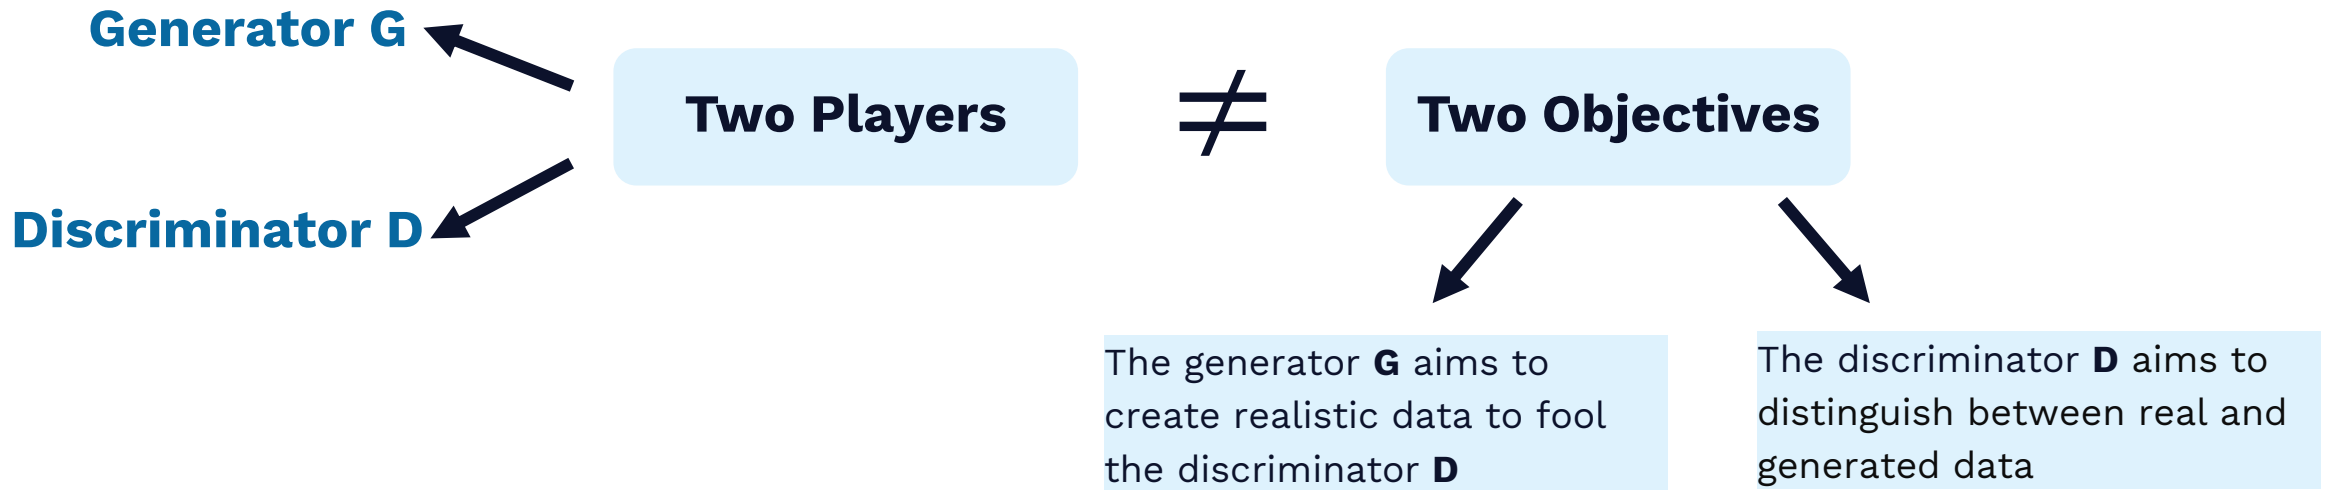 Generator G
Two Players
≠
Two Objectives
Discriminator D
The generator G aims to
create realistic data to fool
the discriminator D
The discriminator D aims to
distinguish between real and
generated data